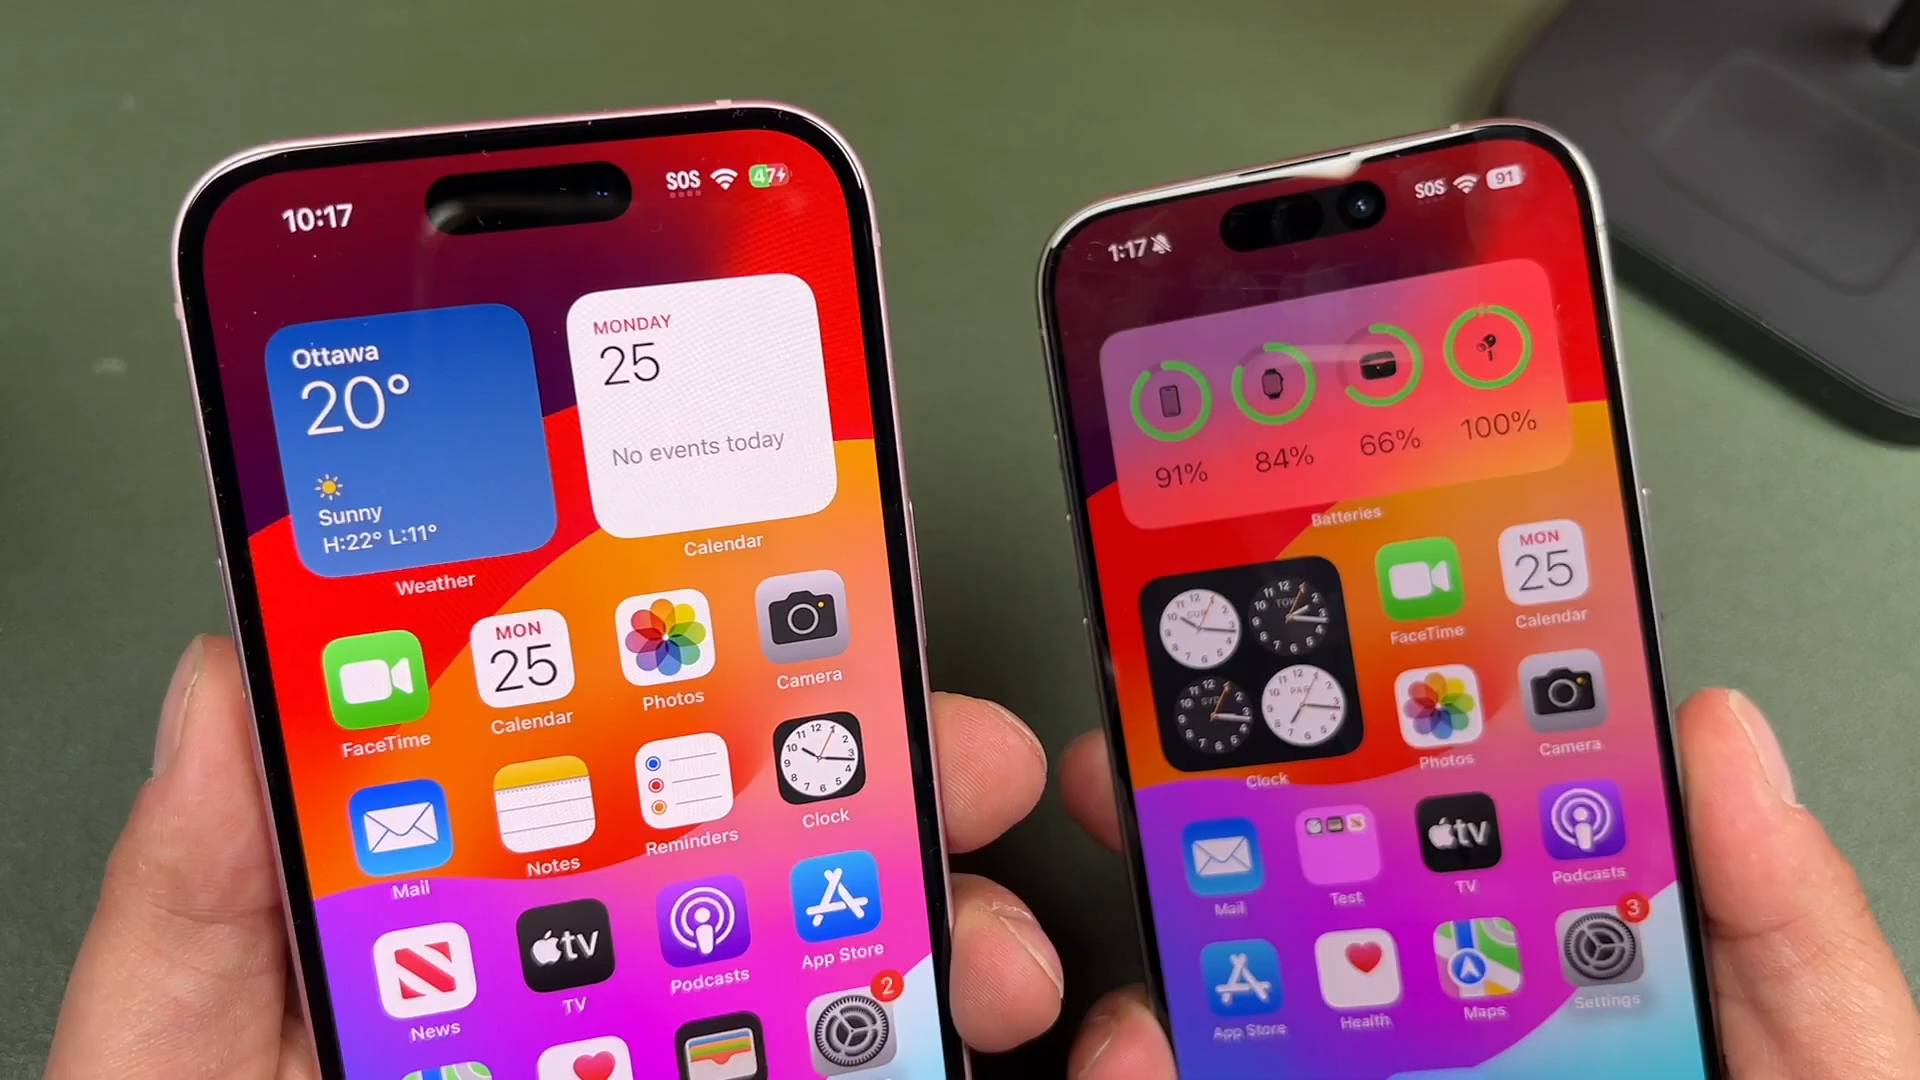 10:17
SOS
47
Ottawa
20°
Sunny
H:22° L:11°
Weather
MONDAY
25
No events today
Calendar
FaceTime
MON
25
Calendar
Photos
Camera
Mail
Notes
Reminders
Clock
News
tv
TV
Podcasts
App Store
2
1:17
SOS
91
91%
84%
66%
100%
Batteries
Clock
FaceTime
MON
25
Calendar
Photos
Camera
Mail
Test
tv
TV
Podcasts
App Store
Health
Maps
3
Settings